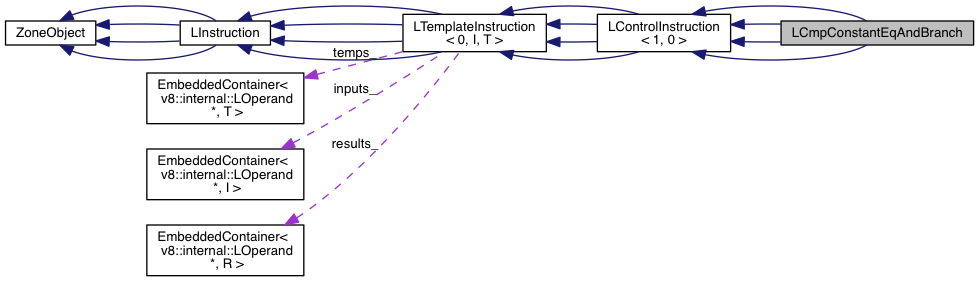 ZoneObject
LInstruction
LTemplateInstruction
< 0, I, T >
LControlInstruction
< 1, 0 >
LCmpConstantEqAndBranch
temps_
EmbeddedContainer<
v8::internal::LOperand
*, T >
inputs_
results_
EmbeddedContainer<
v8::internal::LOperand
*, I >
EmbeddedContainer<
v8::internal::LOperand
*, R >